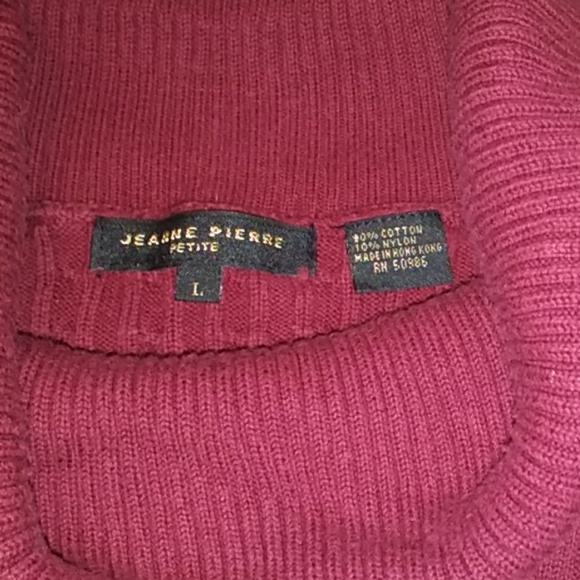 JEANNE PIERRE
PETITE
L
90% COTTON
10% NYLON
MADE IN HONG KONG
RN 50986